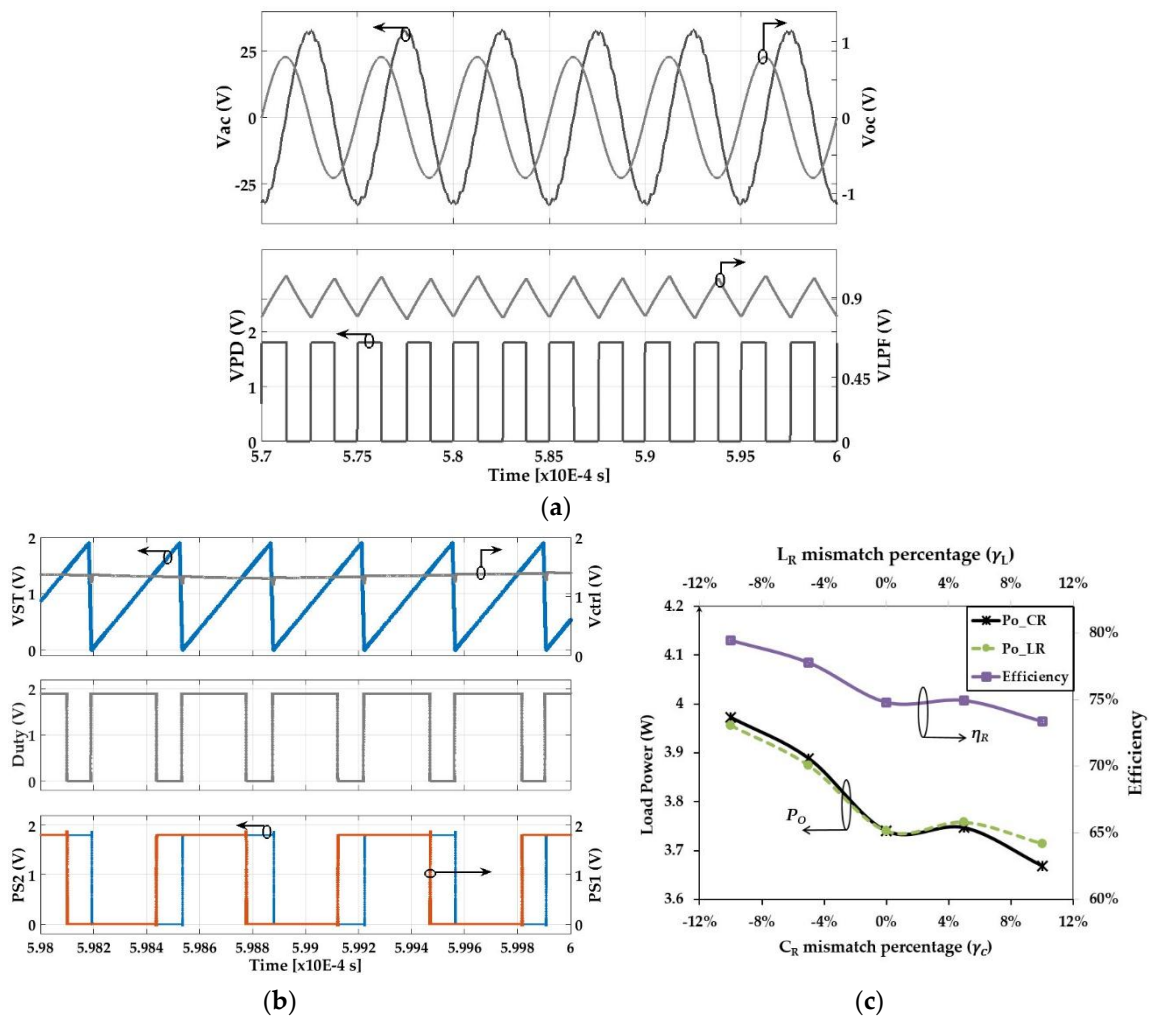 Vac (V)
25
0
-25
1
0
-1
Voc (V)
VPD (V)
2
1
0
0.9
0.45
0
VLPF (V)
5.7 5.75 5.8 5.85 5.9 5.95 6
Time [x10E-4 s]
(a)
VST (V)
2
1
0
2
1
0
Vctrl (V)
Duty (V)
2
1
0
PS2 (V)
2
1
0
2
1
0
PS1 (V)
5.98 5.982 5.984 5.986 5.988 5.99 5.992 5.994 5.996 5.998 6
Time [x10E-4 s]
(b)
L_R mismatch percentage (γ_L)
-12% -8% -4% 0% 4% 8% 12%
Load Power (W)
4.2
4.1
4
3.9
3.8
3.7
3.6
80%
75%
70%
65%
60%
Efficiency
Po_CR
Po_LR
Efficiency
η_R
P_O
-12% -8% -4% 0% 4% 8% 12%
C_R mismatch percentage (γ_c)
(c)